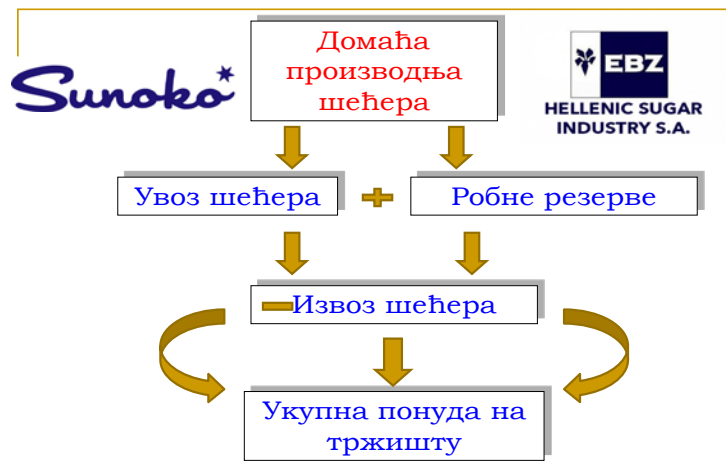 Sunoko
Домаћа
производња
шећера
EBZ
HELLENIC SUGAR
INDUSTRY S.A.
Увоз шећера
Робне резерве
Извоз шећера
Укупна понуда на
тржишту